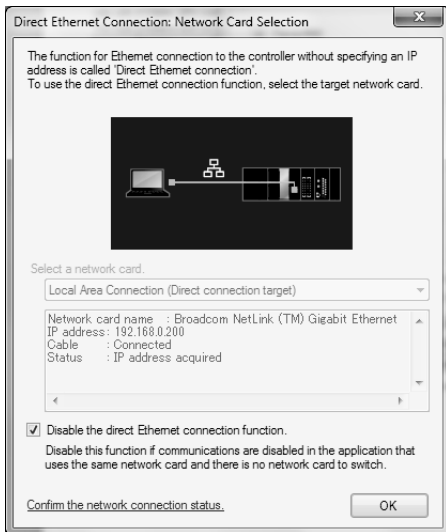 Direct Ethernet Connection: Network Card Selection
The function for Ethernet connection to the controller without specifying an IP
address is called 'Direct Ethernet connection'.
To use the direct Ethernet connection function, select the target network card.
Select a network card.
Local Area Connection (Direct connection target)
Network card name : Broadcom NetLink (TM) Gigabit Ethernet
IP address: 192.168.0.200
Cable : Connected
Status : IP address acquired
Disable the direct Ethernet connection function.
Disable this function if communications are disabled in the application that
uses the same network card and there is no network card to switch.
Confirm the network connection status.
OK